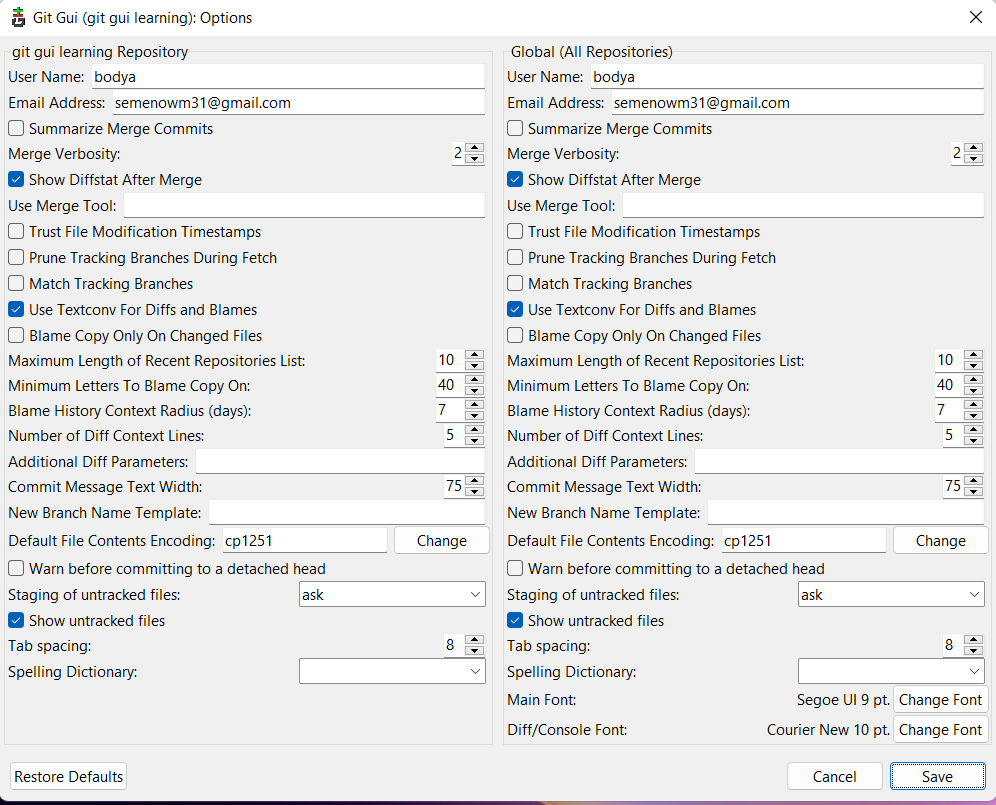 Git Gui (git gui learning): Options
git gui learning Repository
User Name: bodya
Email Address: semenowm31@gmail.com
Summarize Merge Commits
Merge Verbosity: 2
Show Diffstat After Merge
Use Merge Tool:
Trust File Modification Timestamps
Prune Tracking Branches During Fetch
Match Tracking Branches
Use Textconv For Diffs and Blames
Blame Copy Only On Changed Files
Maximum Length of Recent Repositories List: 10
Minimum Letters To Blame Copy On: 40
Blame History Context Radius (days): 7
Number of Diff Context Lines: 5
Additional Diff Parameters:
Commit Message Text Width: 75
New Branch Name Template:
Default File Contents Encoding: cp1251 Change
Warn before committing to a detached head
Staging of untracked files: ask
Show untracked files
Tab spacing: 8
Spelling Dictionary:
Global (All Repositories)
User Name: bodya
Email Address: semenowm31@gmail.com
Summarize Merge Commits
Merge Verbosity: 2
Show Diffstat After Merge
Use Merge Tool:
Trust File Modification Timestamps
Prune Tracking Branches During Fetch
Match Tracking Branches
Use Textconv For Diffs and Blames
Blame Copy Only On Changed Files
Maximum Length of Recent Repositories List: 10
Minimum Letters To Blame Copy On: 40
Blame History Context Radius (days): 7
Number of Diff Context Lines: 5
Additional Diff Parameters:
Commit Message Text Width: 75
New Branch Name Template:
Default File Contents Encoding: cp1251 Change
Warn before committing to a detached head
Staging of untracked files: ask
Show untracked files
Tab spacing: 8
Spelling Dictionary:
Main Font: Segoe UI 9 pt. Change Font
Diff/Console Font: Courier New 10 pt. Change Font
Restore Defaults Cancel Save